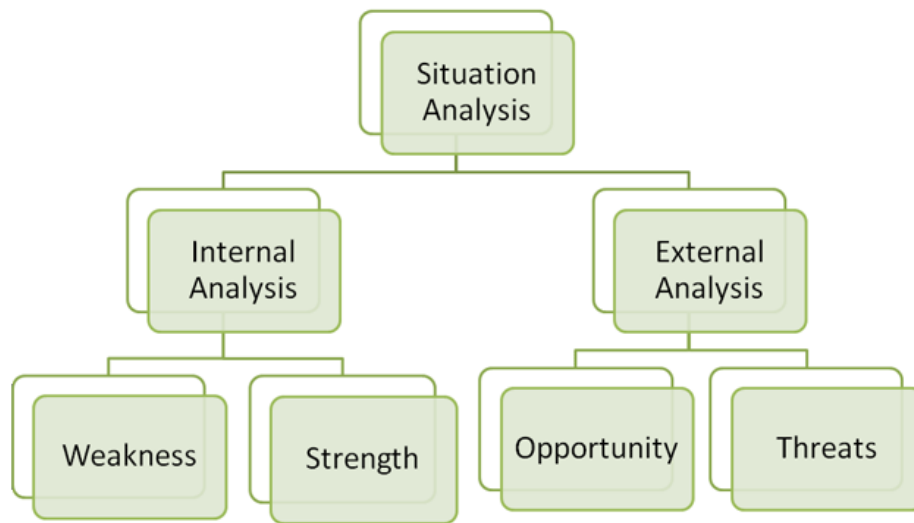 Situation
Analysis
Internal
Analysis
External
Analysis
Weakness
Strength
Opportunity
Threats